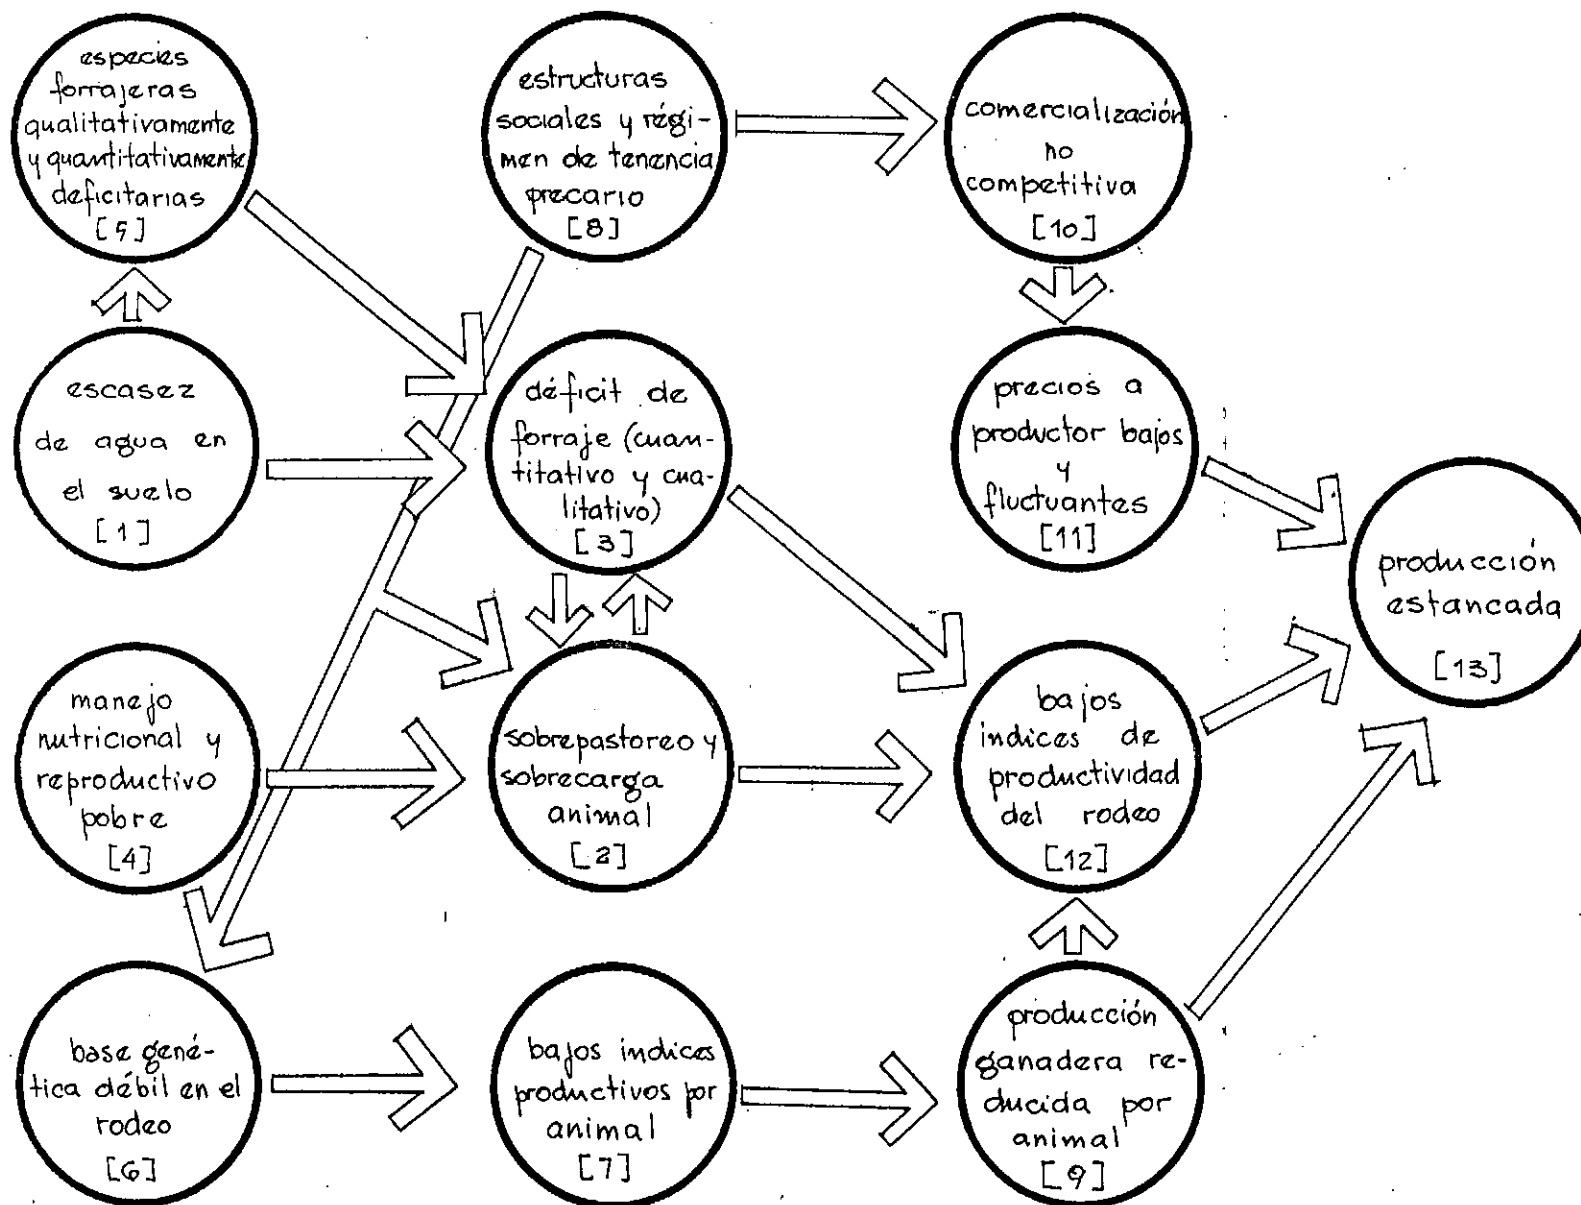 especies
forrajeras
qualitativamente
y quantitativamente
deficitarias
[5]
estructuras
sociales y régi-
men de tenencia
precario
[8]
comercialización
no
competitiva
[10]
escasez
de agua en
el suelo
[1]
déficit de
forraje (cuan-
titativo y cua-
litativo)
[3]
precios a
productor bajos
y
fluctuantes
[11]
producción
estancada
[13]
manejo
nutricional y
reproductivo
pobre
[4]
sobrepastoreo y
sobrecarga
animal
[2]
bajos
indices de
productividad
del rodeo
[12]
base gené-
tica débil en el
rodeo
[6]
bajos indices
productivos por
animal
[7]
producción
ganadera re-
ducida por
animal
[9]